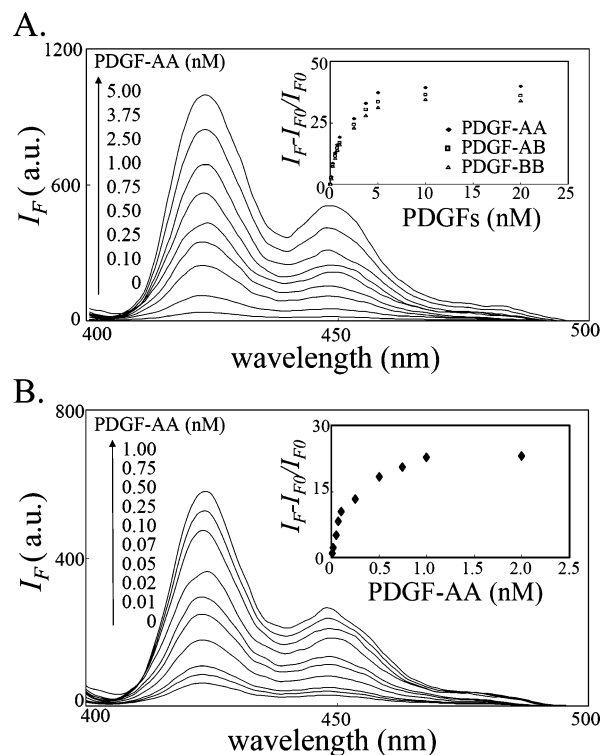 A.
1200
600
0
I_F (a.u.)
PDGF-AA (nM)
5.00
3.75
2.50
1.00
0.75
0.50
0.25
0.10
0
50
25
0
I_F-I_F0/I_F0
PDGF-AA
PDGF-AB
PDGF-BB
0 5 10 15 20 25
PDGFs (nM)
400 450 500
wavelength (nm)
B.
800
400
0
I_F (a.u.)
PDGF-AA (nM)
1.00
0.75
0.50
0.25
0.10
0.07
0.05
0.02
0.01
0
30
15
0
I_F-I_F0/I_F0
0 0.5 1.0 1.5 2.0 2.5
PDGF-AA (nM)
400 450 500
wavelength (nm)